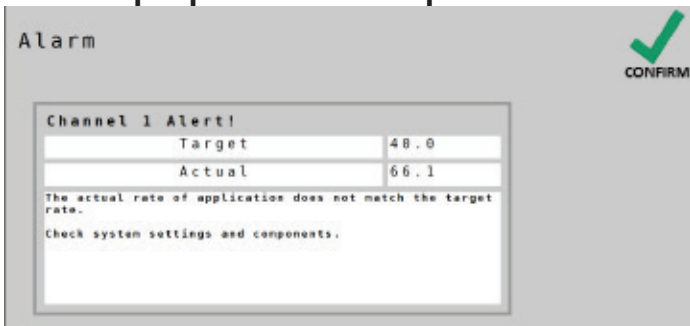 Alarm
CONFIRM
Channel 1 Alert!
Target 40.0
Actual 66.1
The actual rate of application does not match the target
rate.
Check system settings and components.